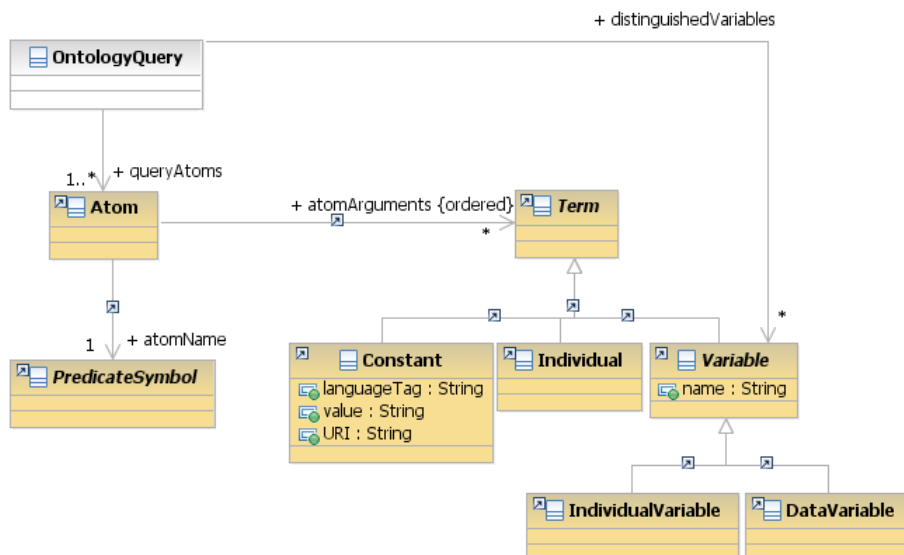 + distinguishedVariables
OntologyQuery
1..*
+ queryAtoms
Atom
+ atomArguments {ordered}
*
Term
1
+ atomName
*
PredicateSymbol
Constant
languageTag : String
value : String
URI : String
Individual
Variable
name : String
IndividualVariable
DataVariable